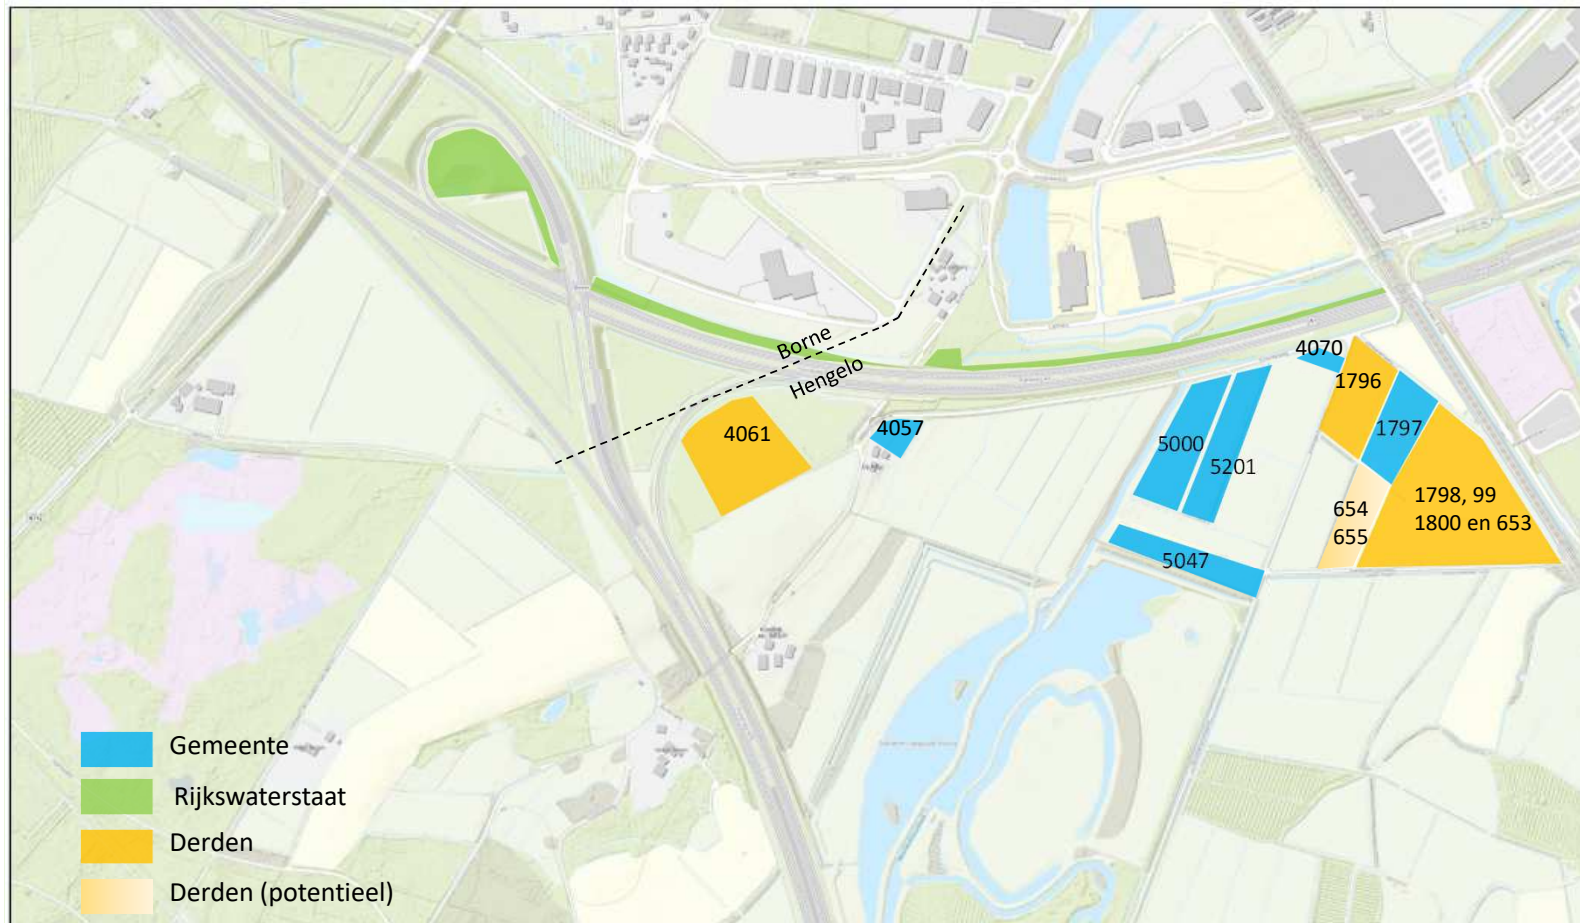 Borne
Hengelo
4070
1796
4061
4057
5000
1797
5201
1798, 99
1800 en 653
654
655
5047
Gemeente
Rijkswaterstaat
Derden
Derden (potentieel)